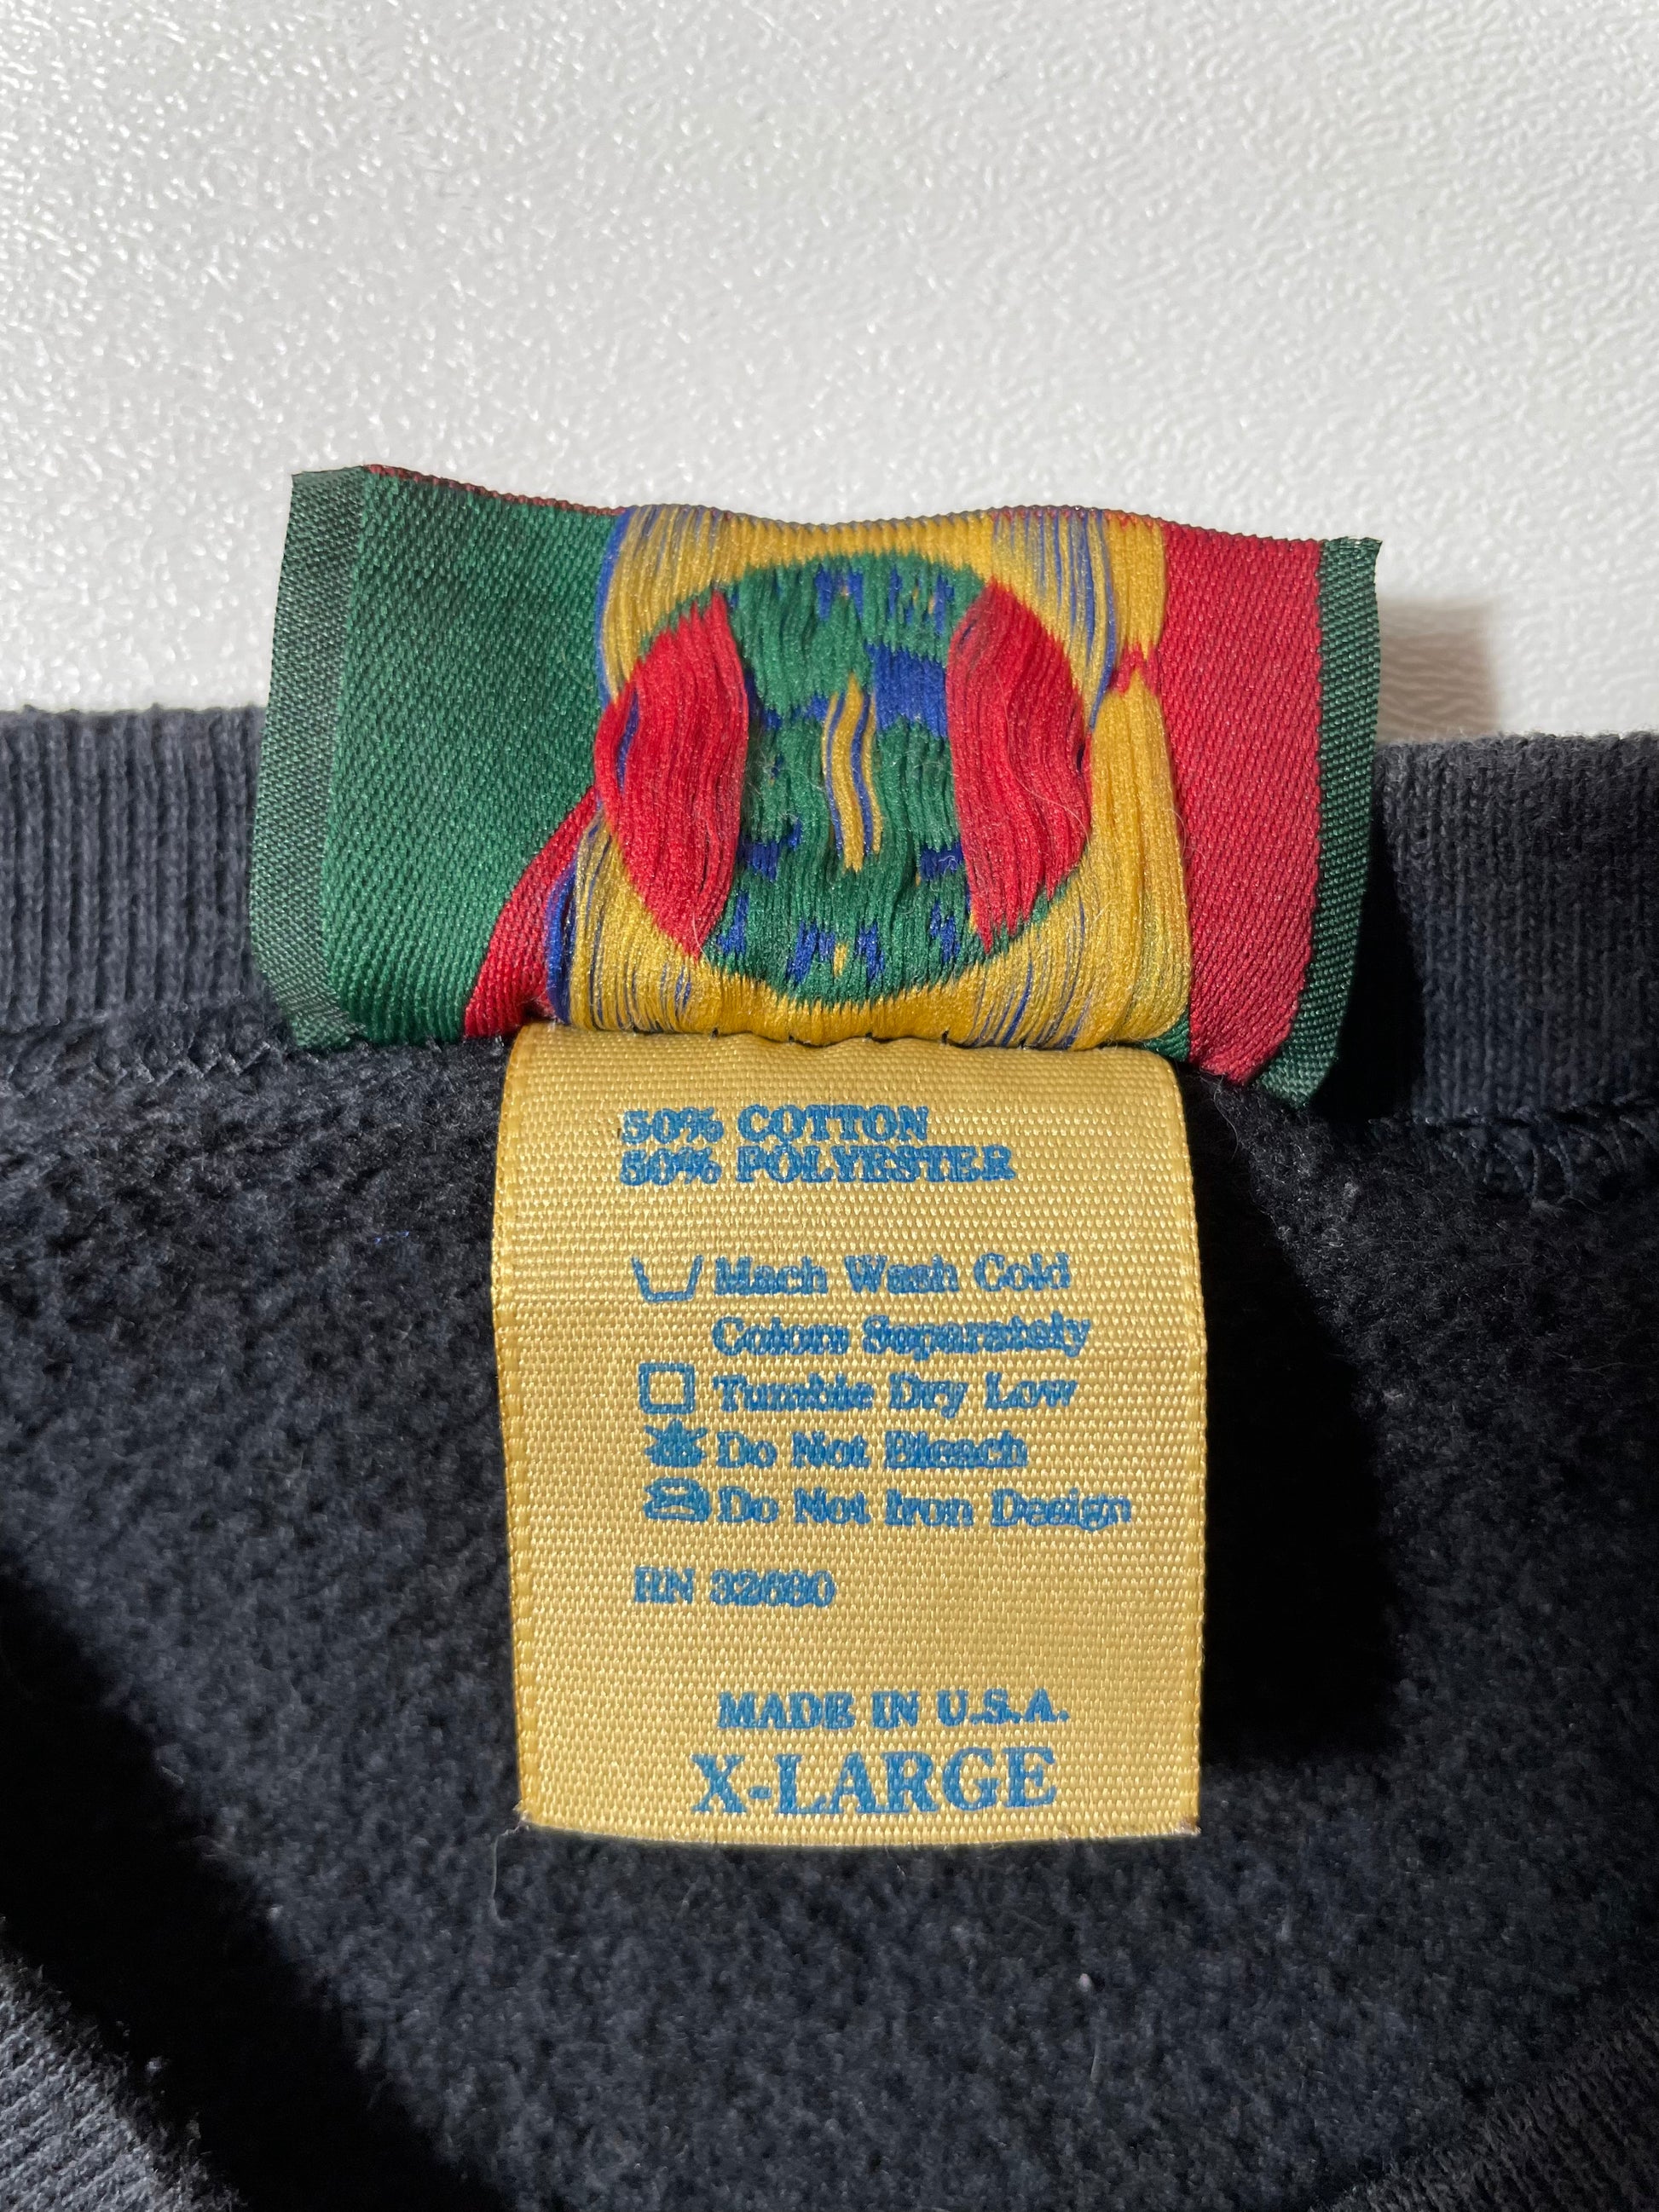 50% COTTON
50% POLYESTER
Mach Wash Cold
Colors Separately
Tumble Dry Low
Do Not Bleach
Do Not Iron Design
RN 32680
MADE IN U.S.A.
X-LARGE